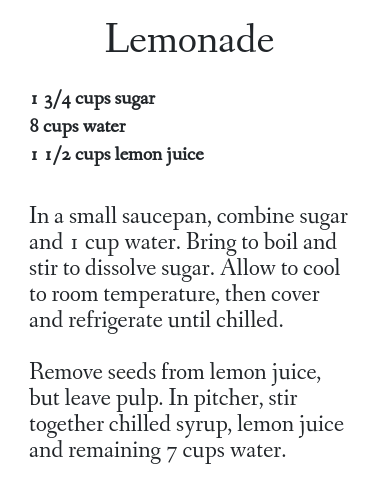 Lemonade
1 3/4 cups sugar
8 cups water
1 1/2 cups lemon juice
In a small saucepan, combine sugar
and 1 cup water. Bring to boil and
stir to dissolve sugar. Allow to cool
to room temperature, then cover
and refrigerate until chilled.
Remove seeds from lemon juice,
but leave pulp. In pitcher, stir
together chilled syrup, lemon juice
and remaining 7 cups water.